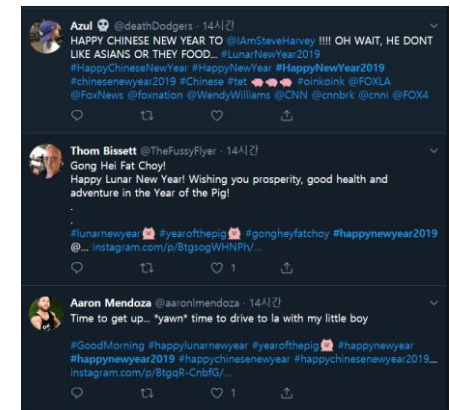 Azul 💀 @deathDodgers · 14시간
HAPPY CHINESE NEW YEAR TO @IAmSteveHarvey !!!! OH WAIT, HE DONT
LIKE ASIANS OR THEY FOOD... #LunarNewYear2019
#HappyChineseNewYear #HappyNewYear #HappyNewYear2019
#chinesenewyear2019 #Chinese #tet 🐖🐖🐖 #oinkoink @FOXLA
@FoxNews @foxnation @WendyWilliams @CNN @cnnbrk @cnni @FOX4
Thom Bissett @TheFussyFlyer · 14시간
Gong Hei Fat Choy!
Happy Lunar New Year! Wishing you prosperity, good health and
adventure in the Year of the Pig!
.
.
#lunarnewyear🐷 #yearofthepig🐷 #gongheyfatchoy #happynewyear2019
@... instagram.com/p/BtgsogWHNPh/...
1
Aaron Mendoza @aaronlmendoza · 14시간
Time to get up... *yawn* time to drive to la with my little boy
#GoodMorning #happylunarnewyear #yearofthepig🐷 #happynewyear
#happynewyear2019 #happychinesenewyear #happychinesenewyear2019...
instagram.com/p/BtgqR-CnbfG/...
1